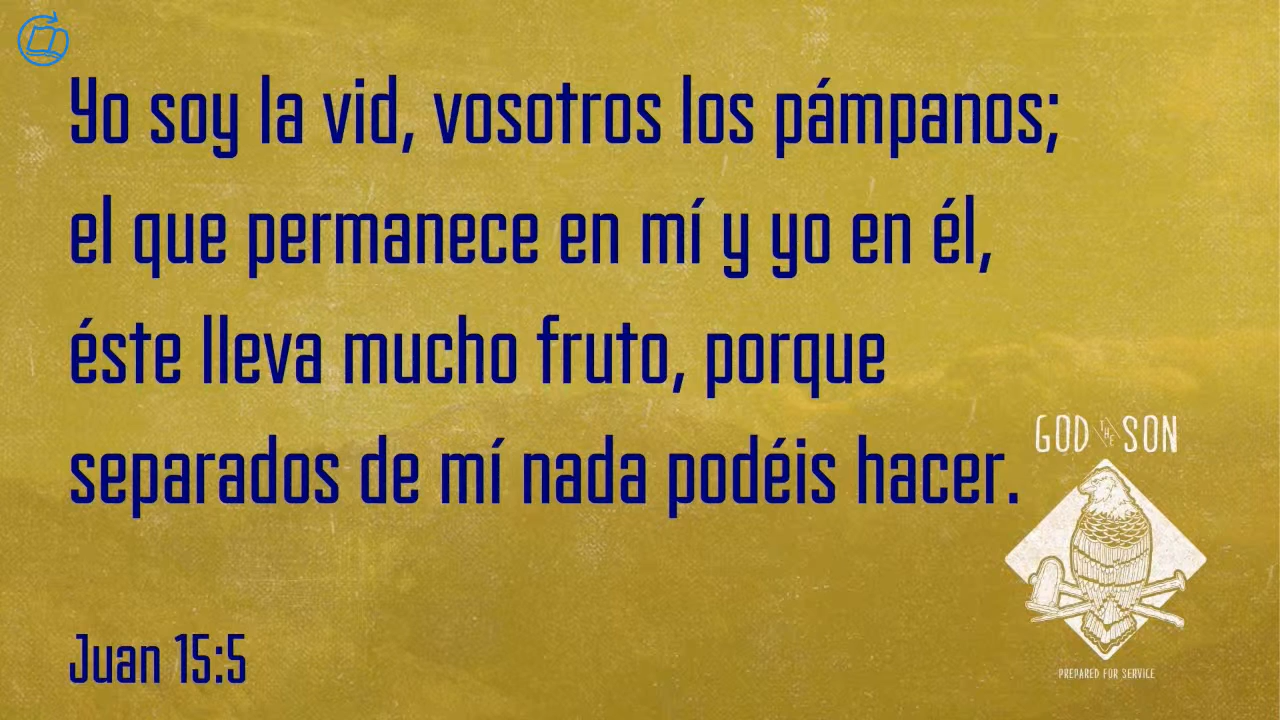 Yo soy la vid, vosotros los pámpanos;
el que permanece en mí y yo en él,
éste lleva mucho fruto, porque
separados de mí nada podéis hacer.
GOD THE SON
PREPARED FOR SERVICE
Juan 15:5